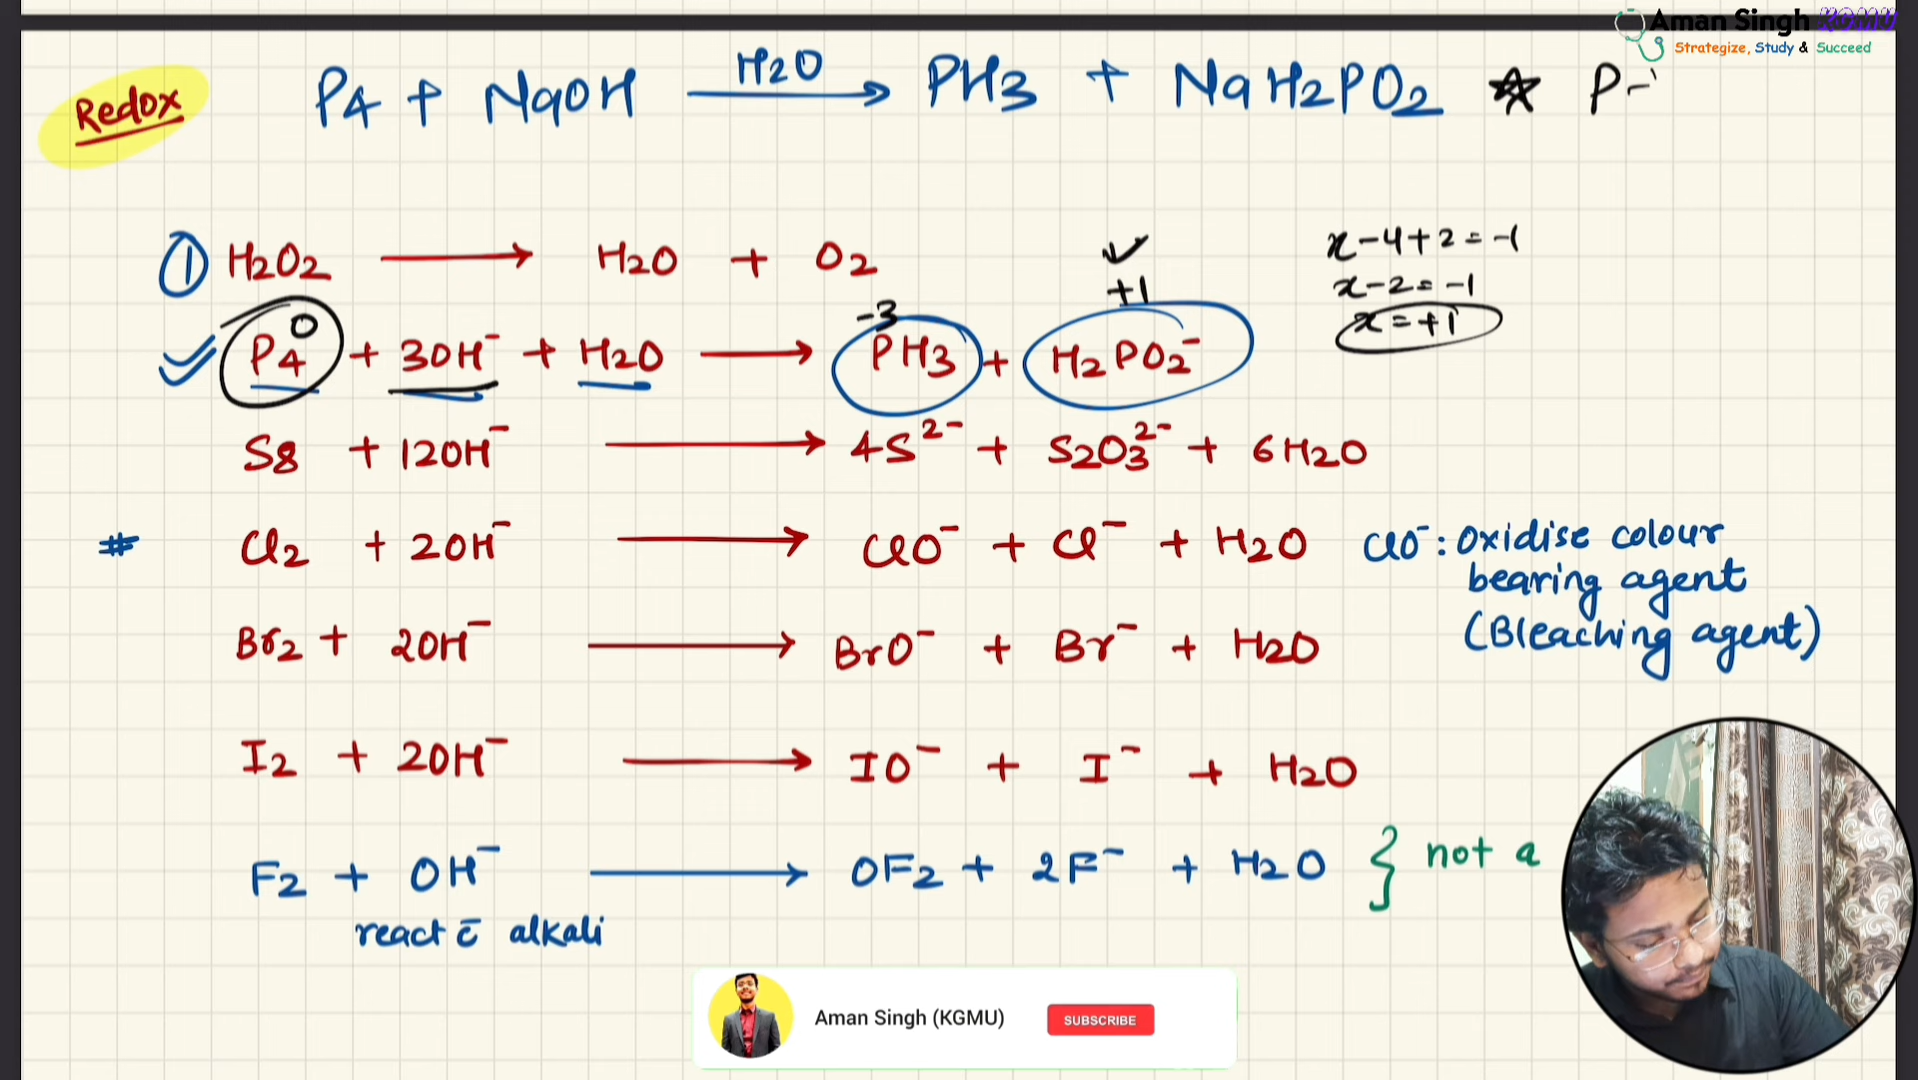 Aman Singh KGMU
Strategize, Study & Succeed
Redox
P4 + NaOH H2O → PH3 + NaH2PO2 ☆ P-
① H2O2 → H2O + O2 ✓
x-4+2=-1
x-2=-1
x=+1
0 -3 +1
P4 + 3OH⁻ + H2O → PH3 + H2PO2⁻
S8 + 12OH⁻ → 4S²⁻ + S2O3²⁻ + 6H2O
# Cl2 + 2OH⁻ → ClO⁻ + Cl⁻ + H2O
ClO⁻: Oxidise colour
bearing agent
(Bleaching agent)
Br2 + 2OH⁻ → BrO⁻ + Br⁻ + H2O
I2 + 2OH⁻ → IO⁻ + I⁻ + H2O
F2 + OH⁻ → OF2 + 2F⁻ + H2O } not a
react c̄ alkali
Aman Singh (KGMU)
SUBSCRIBE